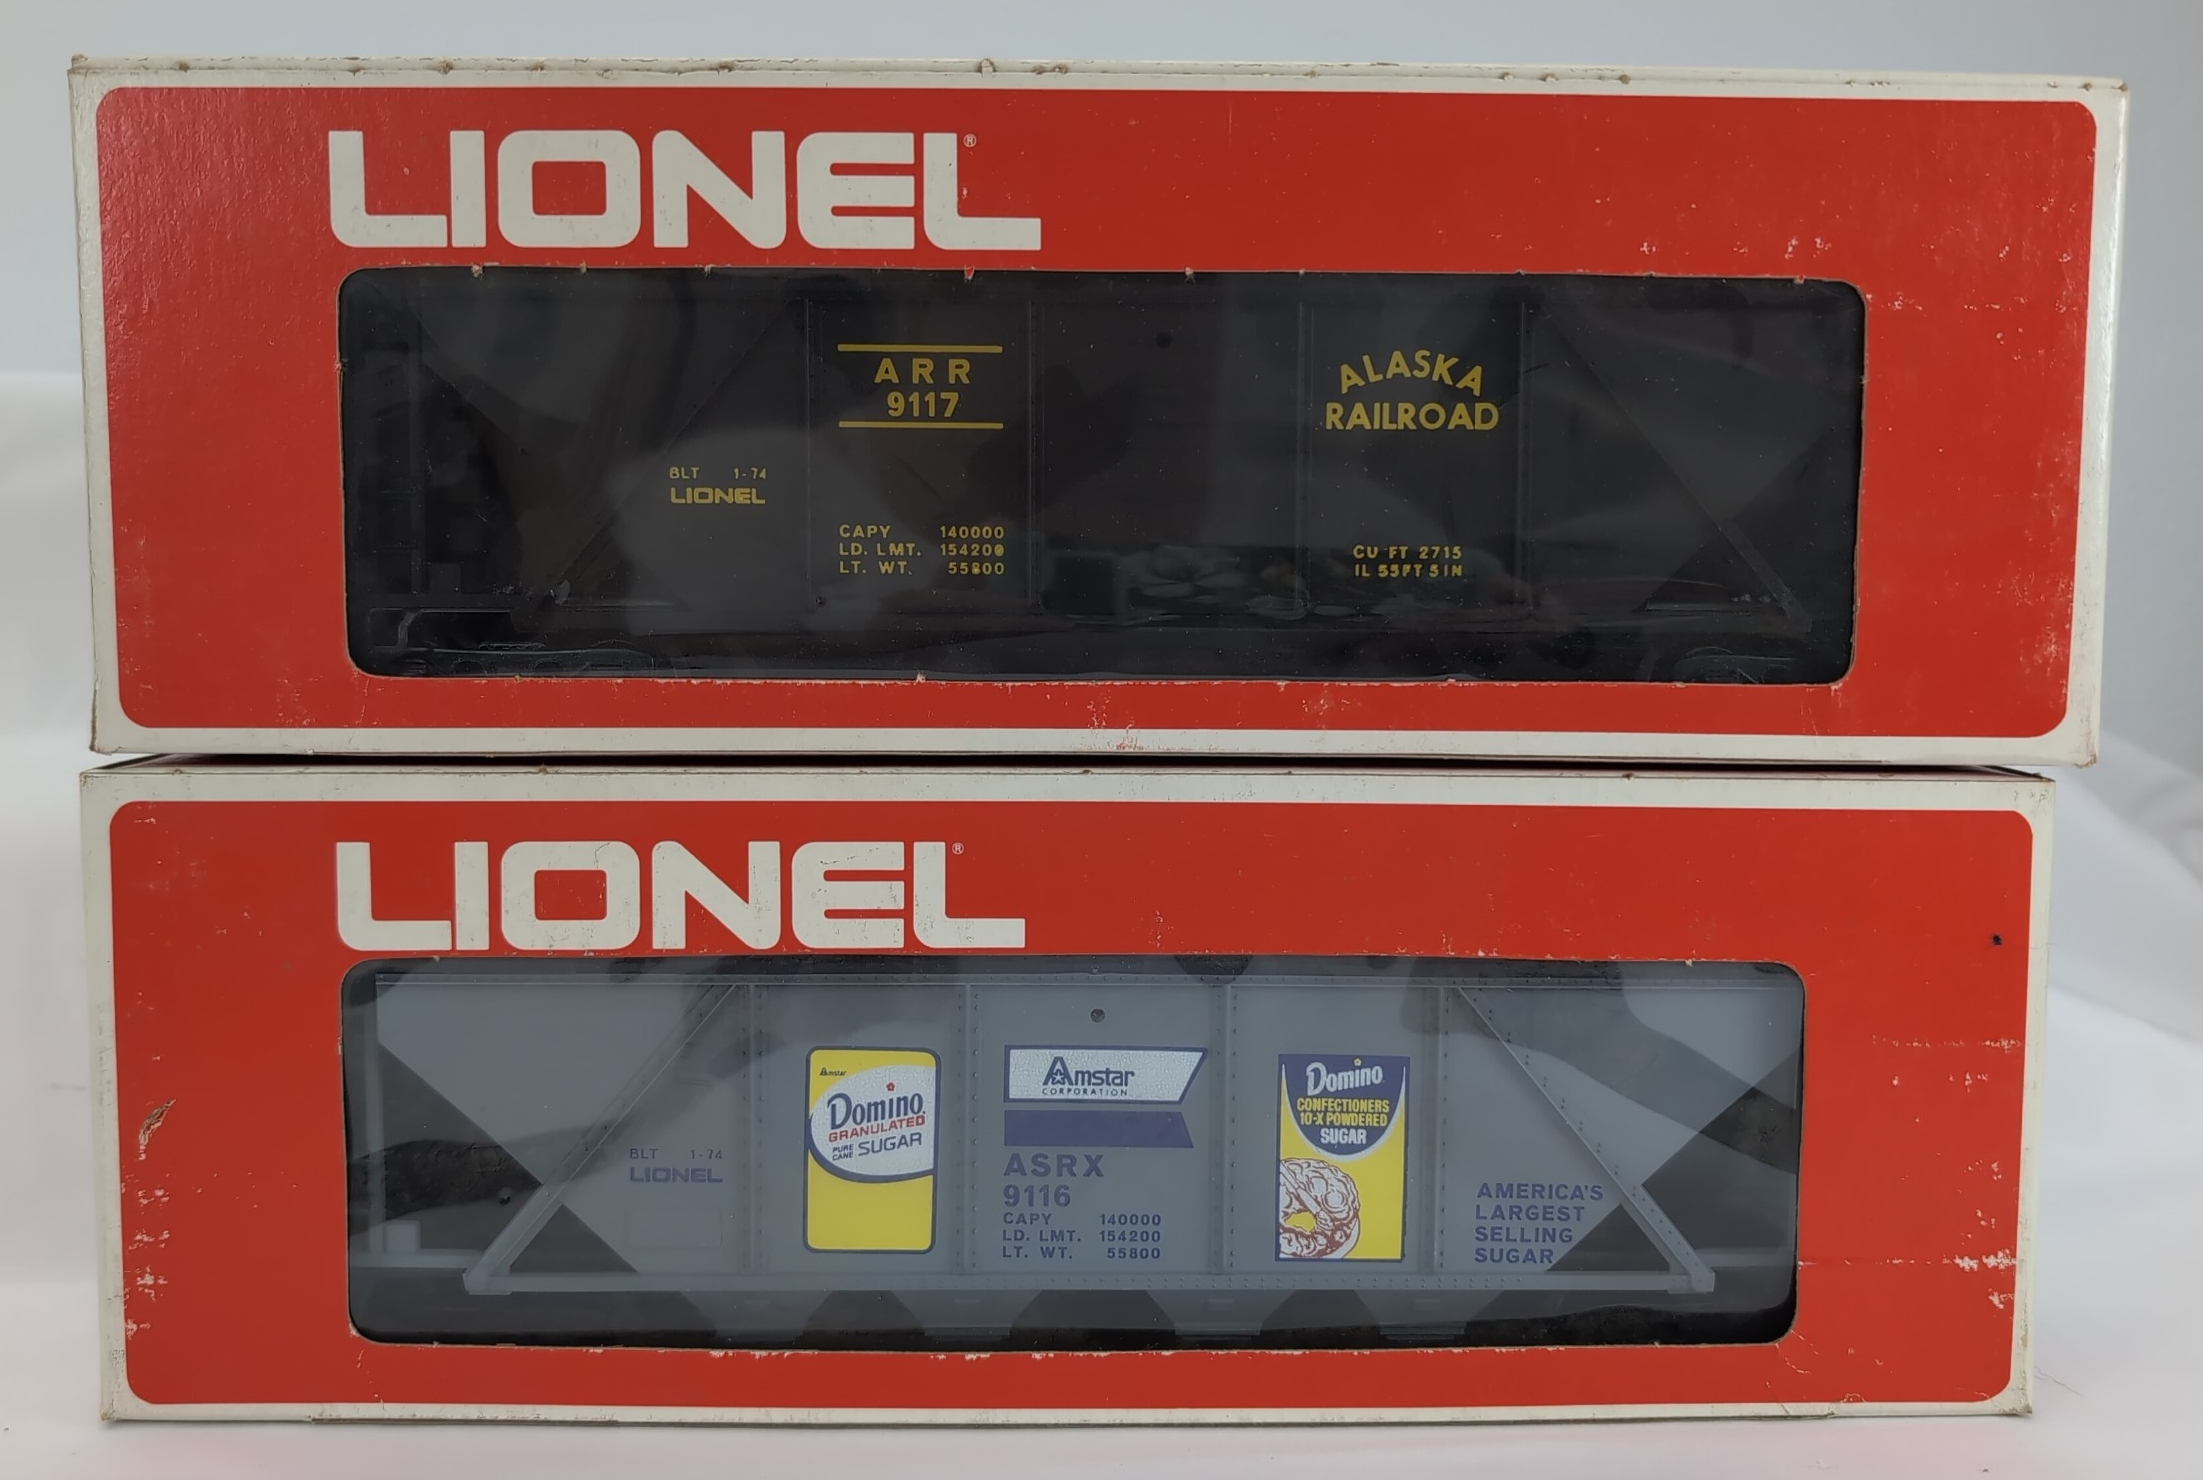 LIONEL®
ARR
9117
ALASKA
RAILROAD
BLT 1-74
LIONEL
CAPY 140000
LD. LMT. 154200
LT. WT. 55800
CU FT 2715
IL 55FT 5IN
LIONEL®
Amstar
Domino
GRANULATED
PURE CANE SUGAR
Amstar
CORPORATION
Domino
CONFECTIONERS
10-X POWDERED
SUGAR
BLT 1-74
LIONEL
ASRX
9116
CAPY 140000
LD. LMT. 154200
LT. WT. 55800
AMERICA'S
LARGEST
SELLING
SUGAR